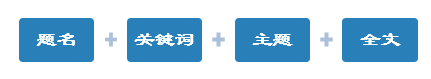 题名 + 关键词 + 主题 + 全文